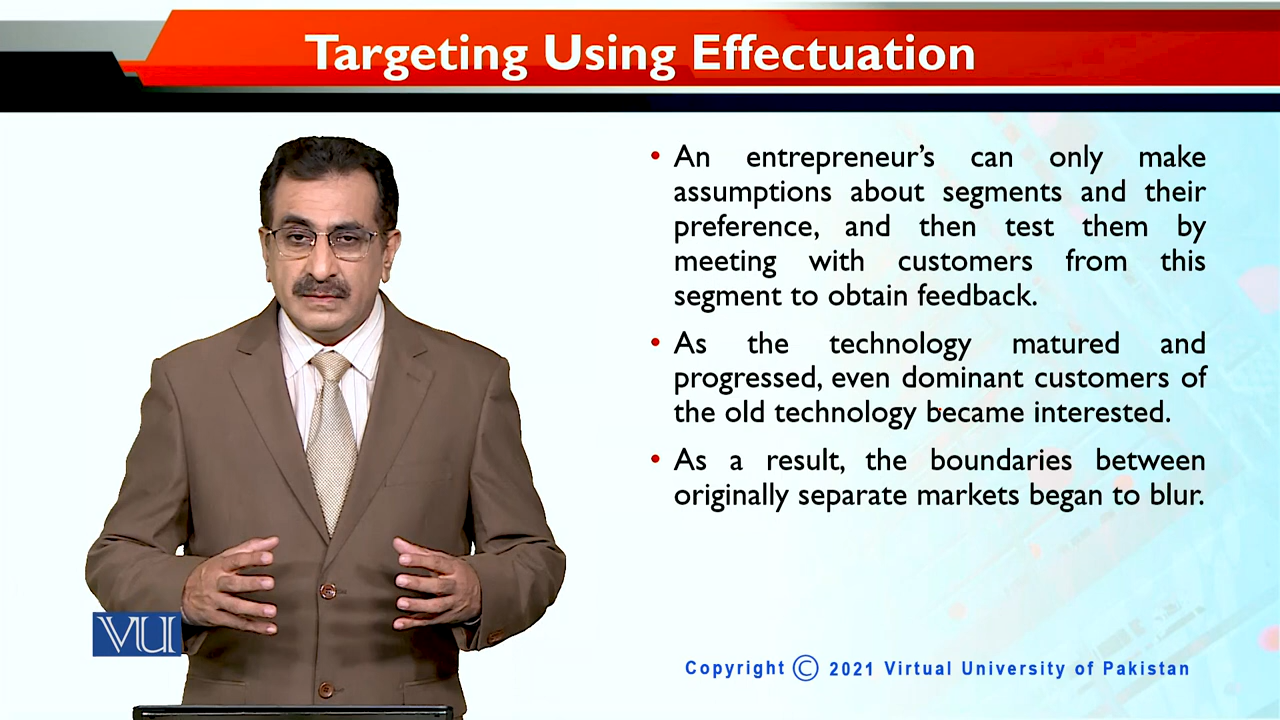 Targeting Using Effectuation
• An entrepreneur’s can only make
assumptions about segments and their
preference, and then test them by
meeting with customers from this
segment to obtain feedback.
• As the technology matured and
progressed, even dominant customers of
the old technology became interested.
• As a result, the boundaries between
originally separate markets began to blur.
VU
Copyright © 2021 Virtual University of Pakistan